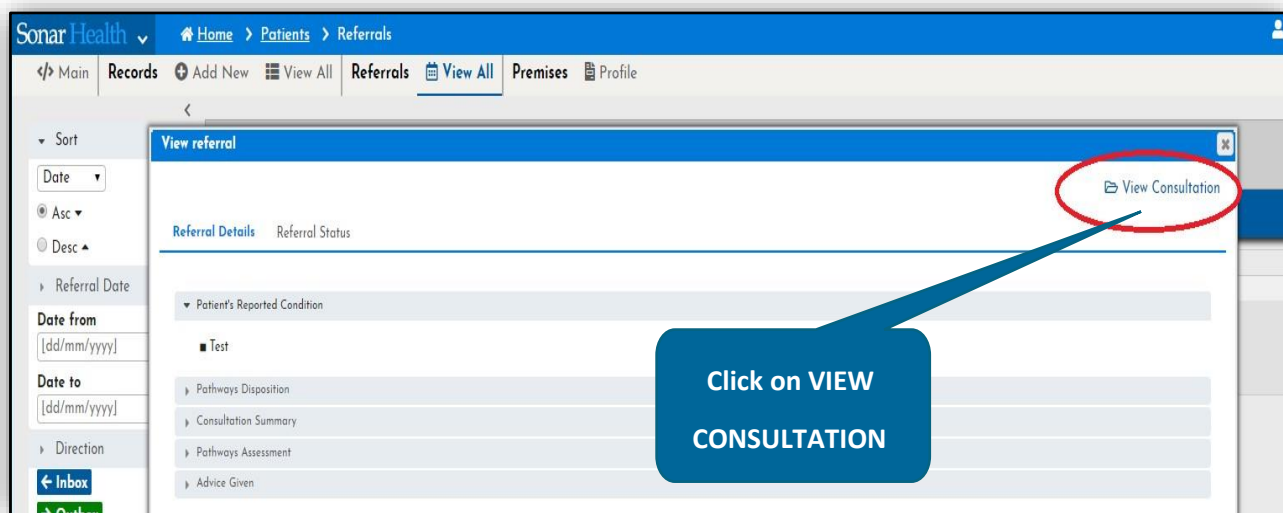 Sonar Health
Home > Patients > Referrals
</> Main Records Add New View All Referrals View All Premises Profile
Sort
Date
Asc
Desc
Referral Date
Date from
[dd/mm/yyyy]
Date to
[dd/mm/yyyy]
Direction
Inbox
View referral
View Consultation
Referral Details Referral Status
Patient's Reported Condition
Test
Pathways Disposition
Consultation Summary
Pathways Assessment
Advice Given
Click on VIEW
CONSULTATION